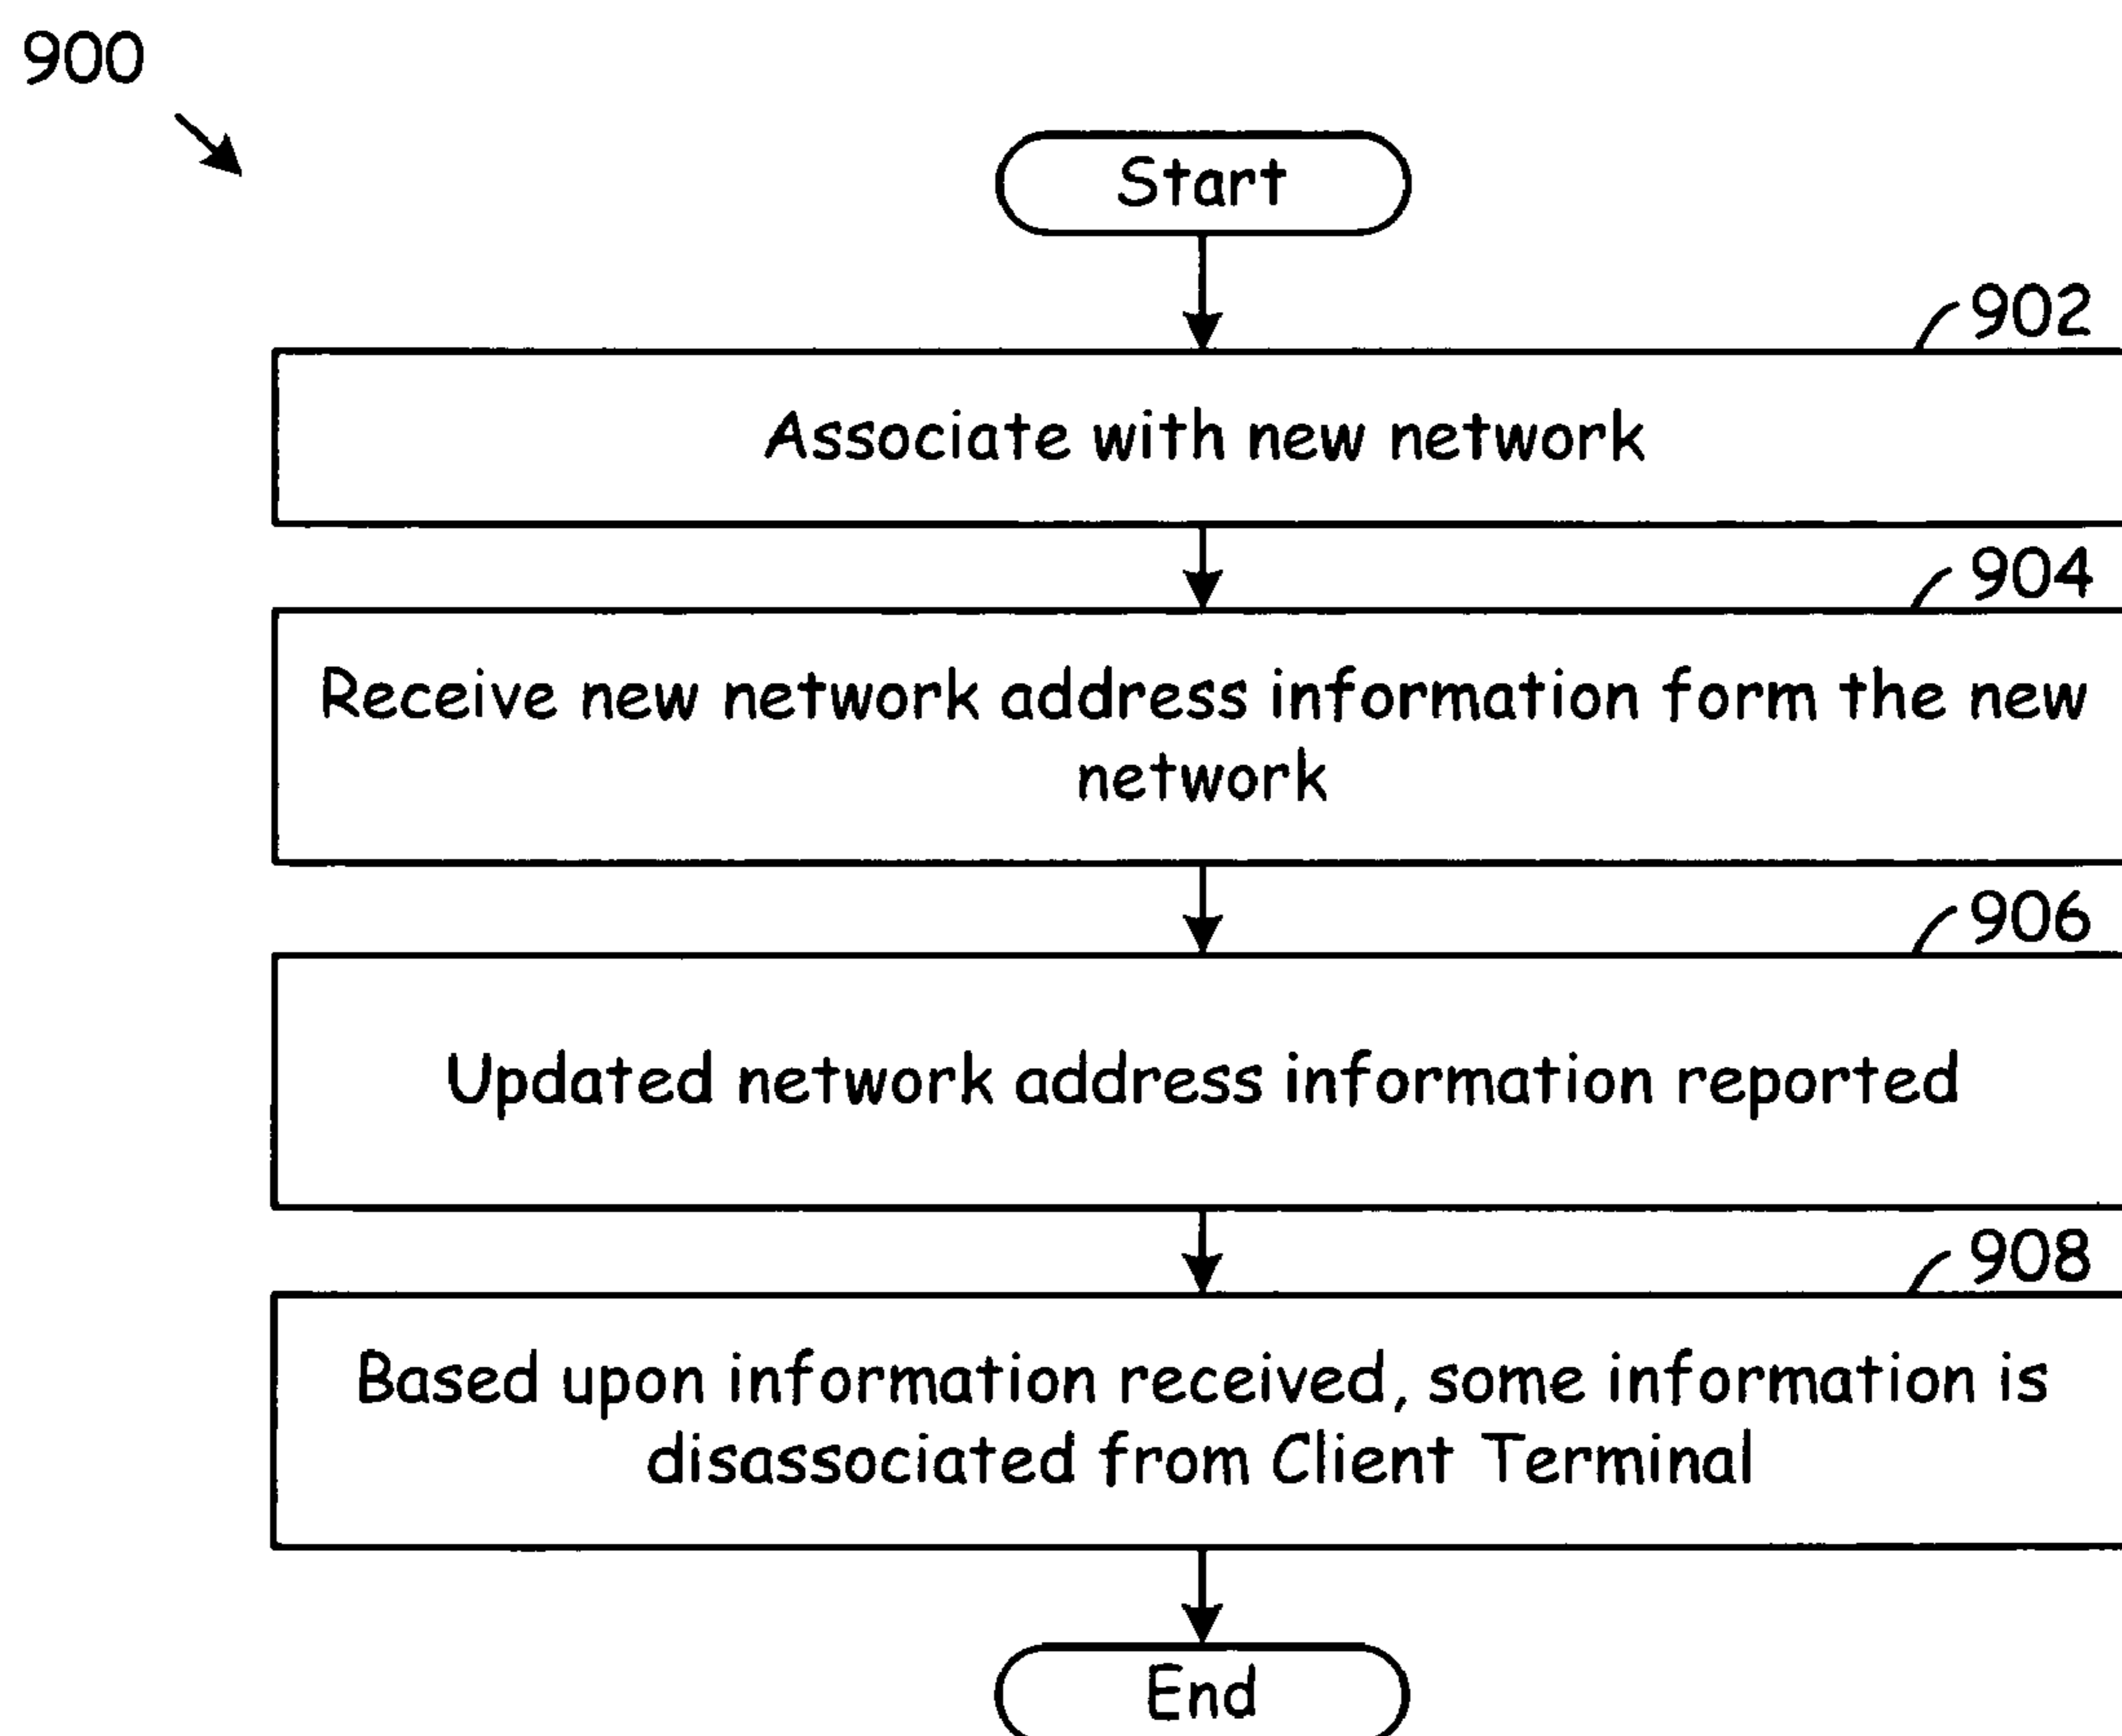 900
Start
902
Associate with new network
904
Receive new network address information form the new
network
906
Updated network address information reported
908
Based upon information received, some information is
disassociated from Client Terminal
End